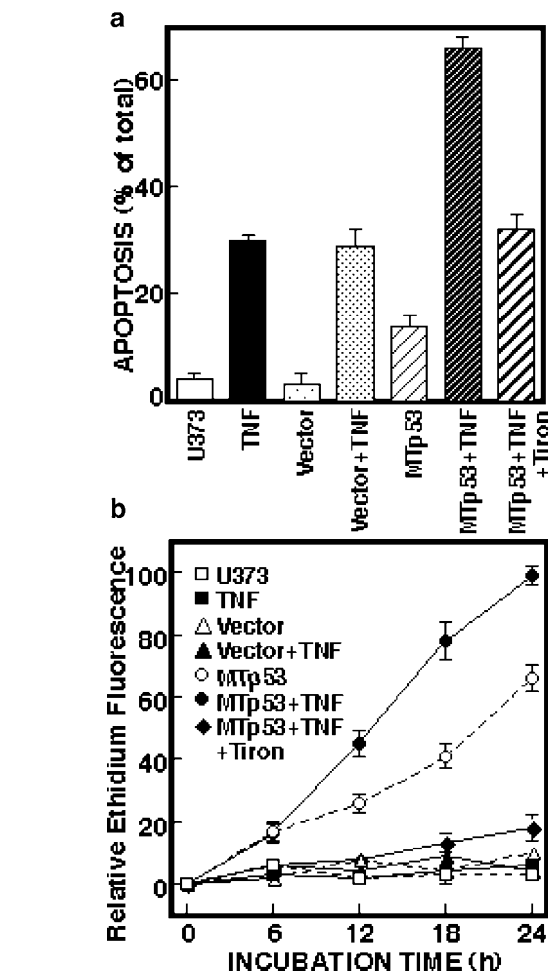 a
APOPTOSIS (% of total)
60
40
20
0
U373
TNF
Vector
Vector+TNF
MTp53
MTp53+TNF
MTp53+TNF
+Tiron
b
Relative Ethidium Fluorescence
100
80
60
40
20
0
U373
TNF
Vector
Vector+TNF
MTp53
MTp53+TNF
MTp53+TNF
+Tiron
0 6 12 18 24
INCUBATION TIME (h)